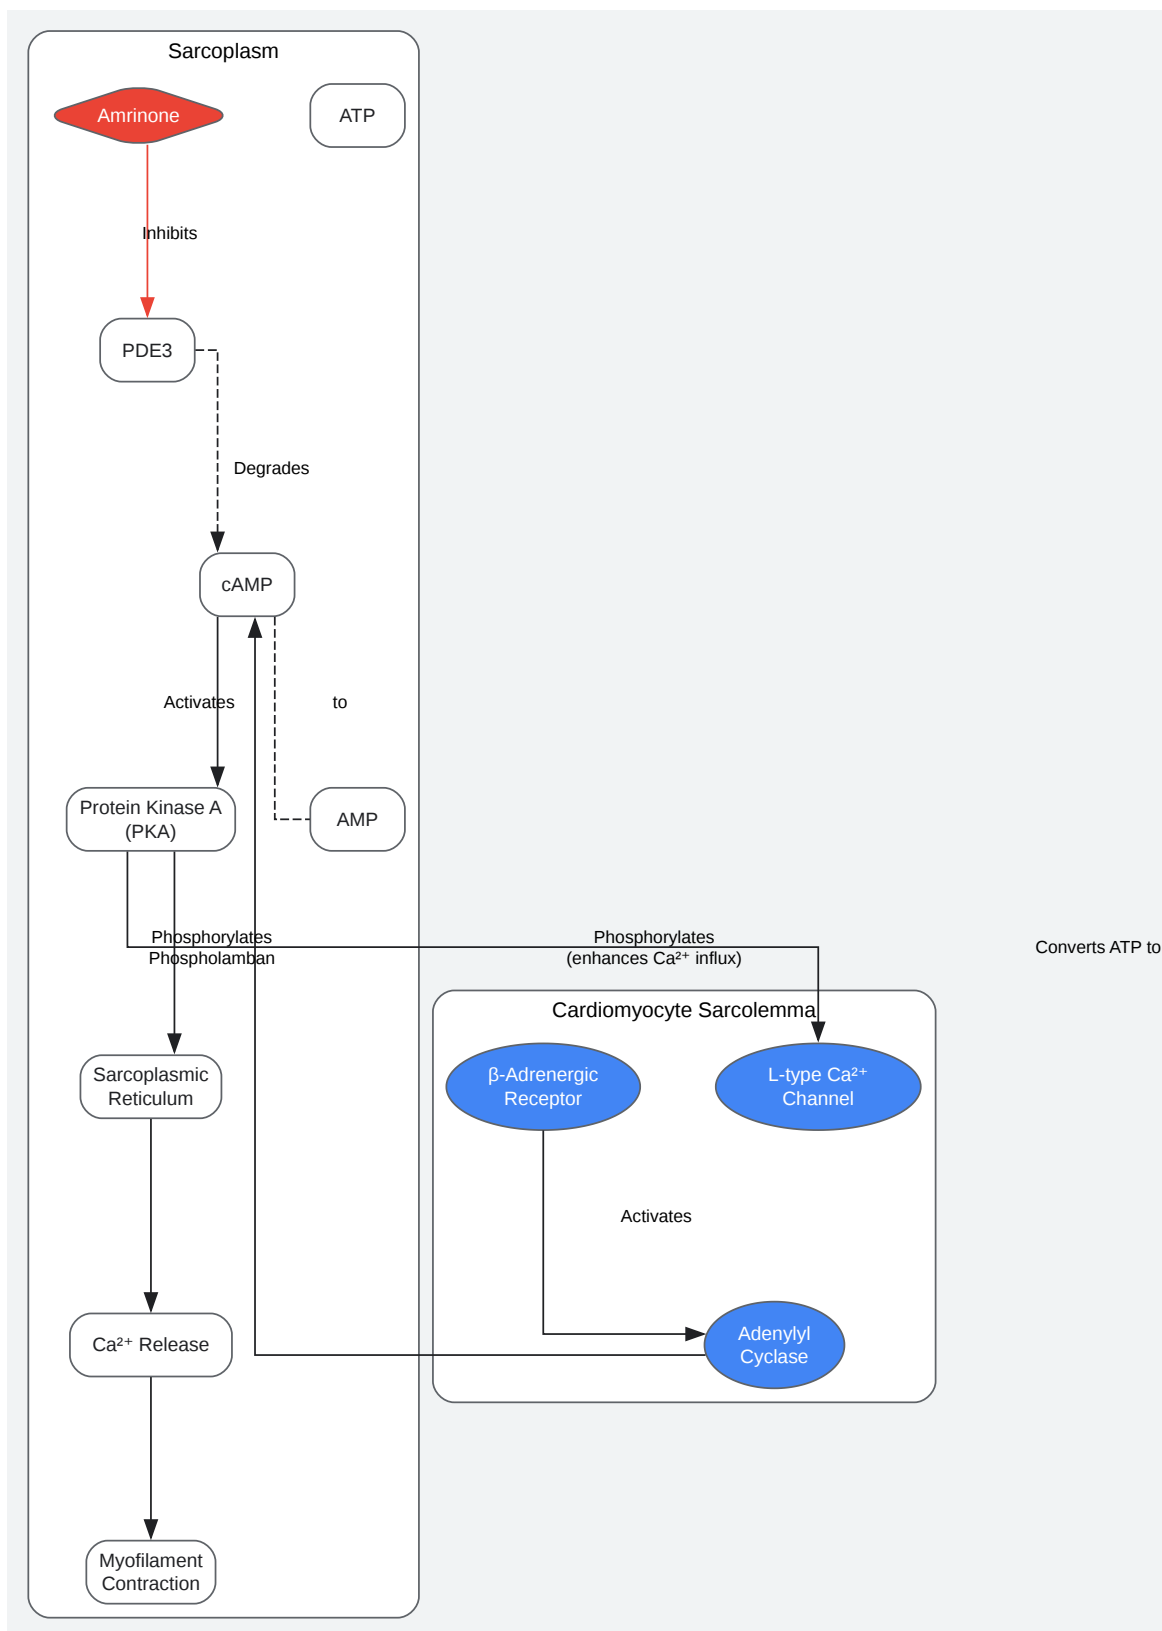 Sarcoplasm
Amrinone
ATP
Inhibits
PDE3
Degrades
cAMP
Activates
to
Protein Kinase A
(PKA)
AMP
Phosphorylates
Phospholamban
Phosphorylates
(enhances Ca²⁺ influx)
Converts ATP to
Cardiomyocyte Sarcolemma
β-Adrenergic
Receptor
L-type Ca²⁺
Channel
Sarcoplasmic
Reticulum
Activates
Adenylyl
Cyclase
Ca²⁺ Release
Myofilament
Contraction